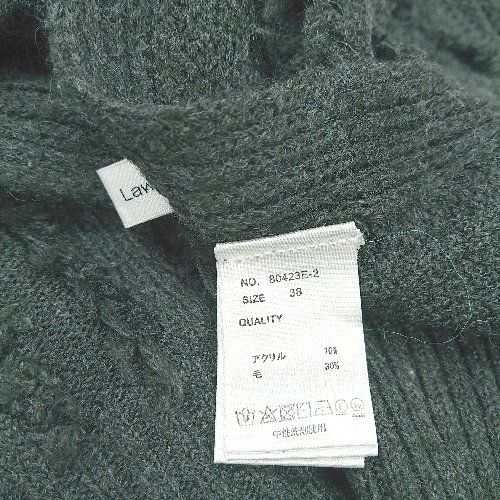 Law
NO. 80423E-2
SIZE 38
QUALITY
アクリル 70%
毛 30%
中性洗剤使用